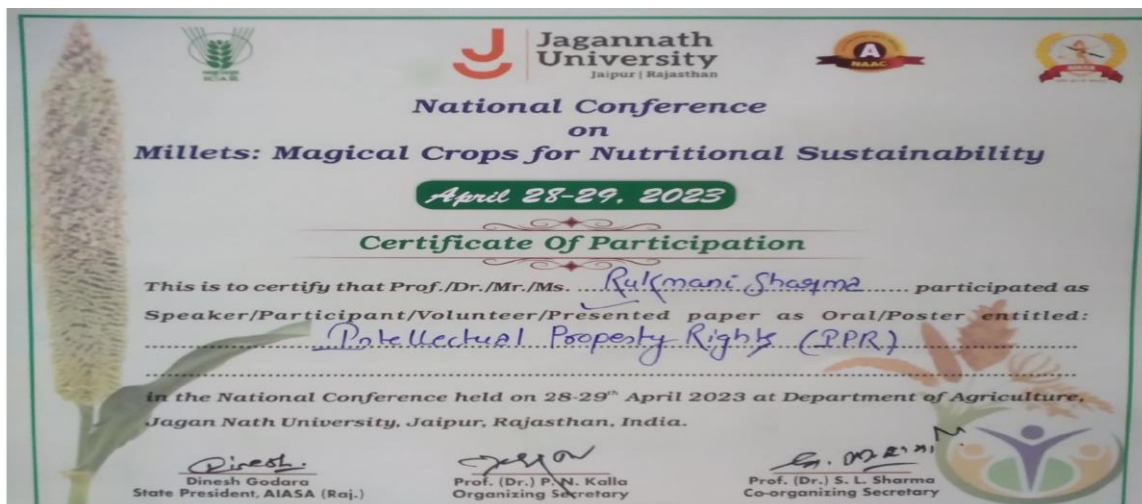 ICAR
Jagannath
University
Jaipur | Rajasthan
A
NAAC
National Conference
on
Millets: Magical Crops for Nutritional Sustainability
April 28-29, 2023
Certificate Of Participation
This is to certify that Prof./Dr./Mr./Ms. ....Rukmani Sharma...... participated as
Speaker/Participant/Volunteer/Presented paper as Oral/Poster entitled:
Intellectual Property Rights (IPR)
in the National Conference held on 28-29th April 2023 at Department of Agriculture,
Jagan Nath University, Jaipur, Rajasthan, India.
Dinesh.
Dinesh Godara
State President, AIASA (Raj.)
Prof. (Dr.) P. N. Kalla
Organizing Secretary
Prof. (Dr.) S. L. Sharma
Co-organizing Secretary